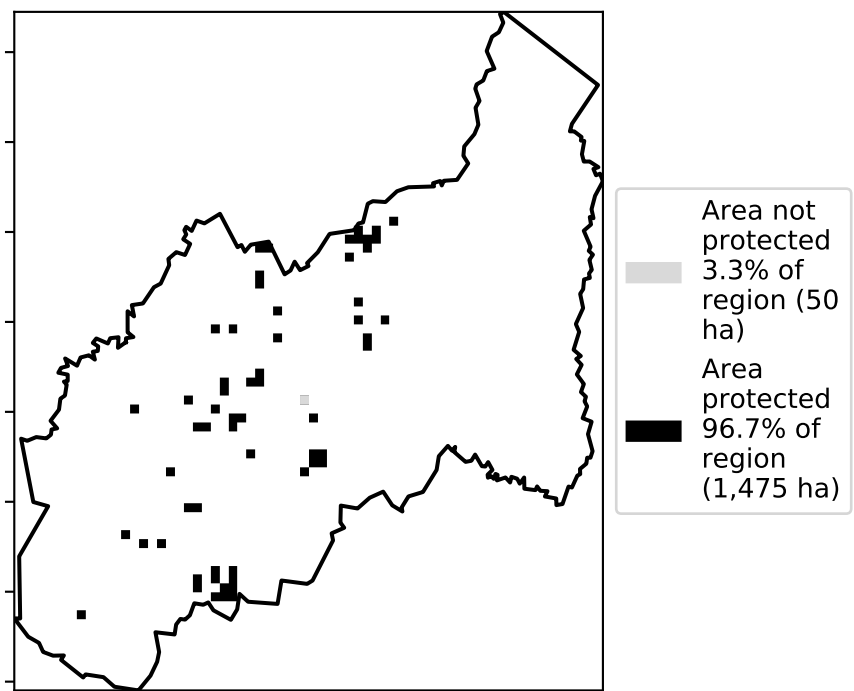 Area not
protected
3.3% of
region (50
ha)
Area
protected
96.7% of
region
(1,475 ha)